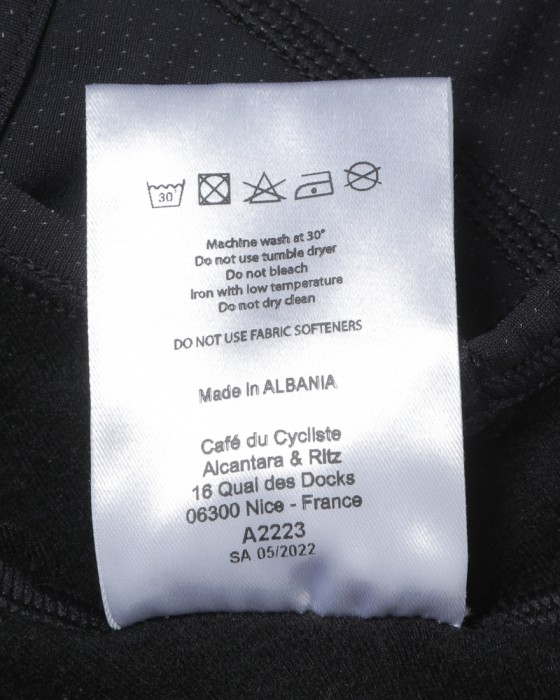 30
Machine wash at 30°
Do not use tumble dryer
Do not bleach
Iron with low temperature
Do not dry clean
DO NOT USE FABRIC SOFTENERS
Made in ALBANIA
Café du Cycliste
Alcantara & Ritz
16 Quai des Docks
06300 Nice - France
A2223
SA 05/2022